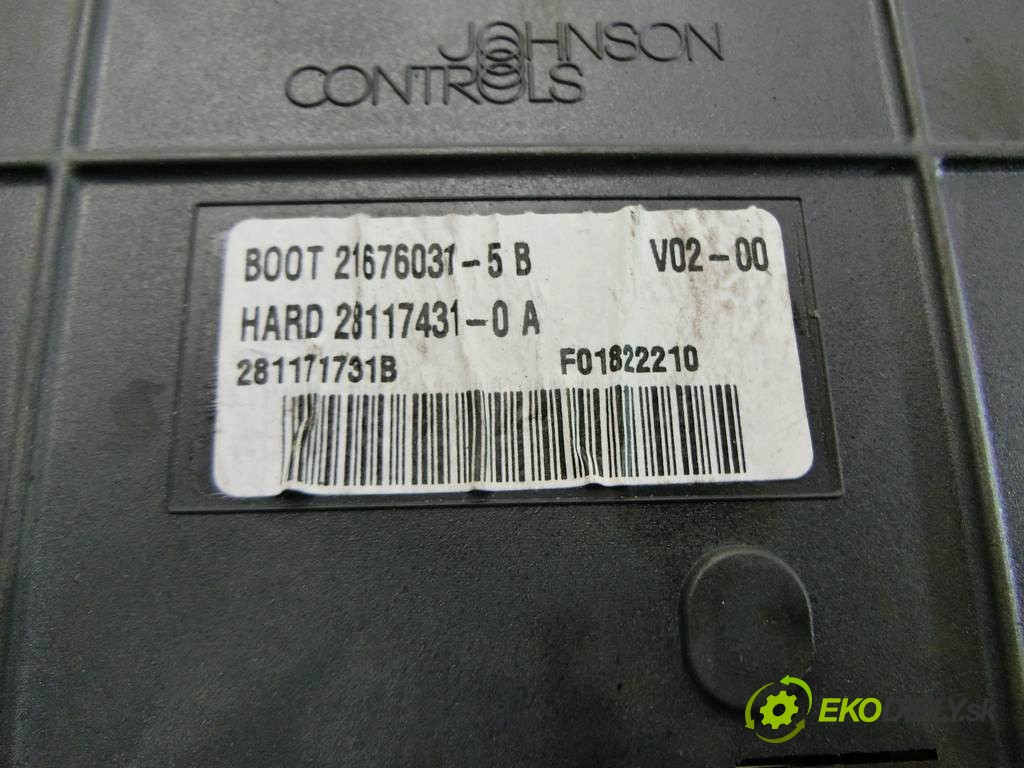 JOHNSON
CONTROLS
BOOT 21676031-5 B V02-00
HARD 28117431-0 A
281171731B F01822210
EKODIELY.sk